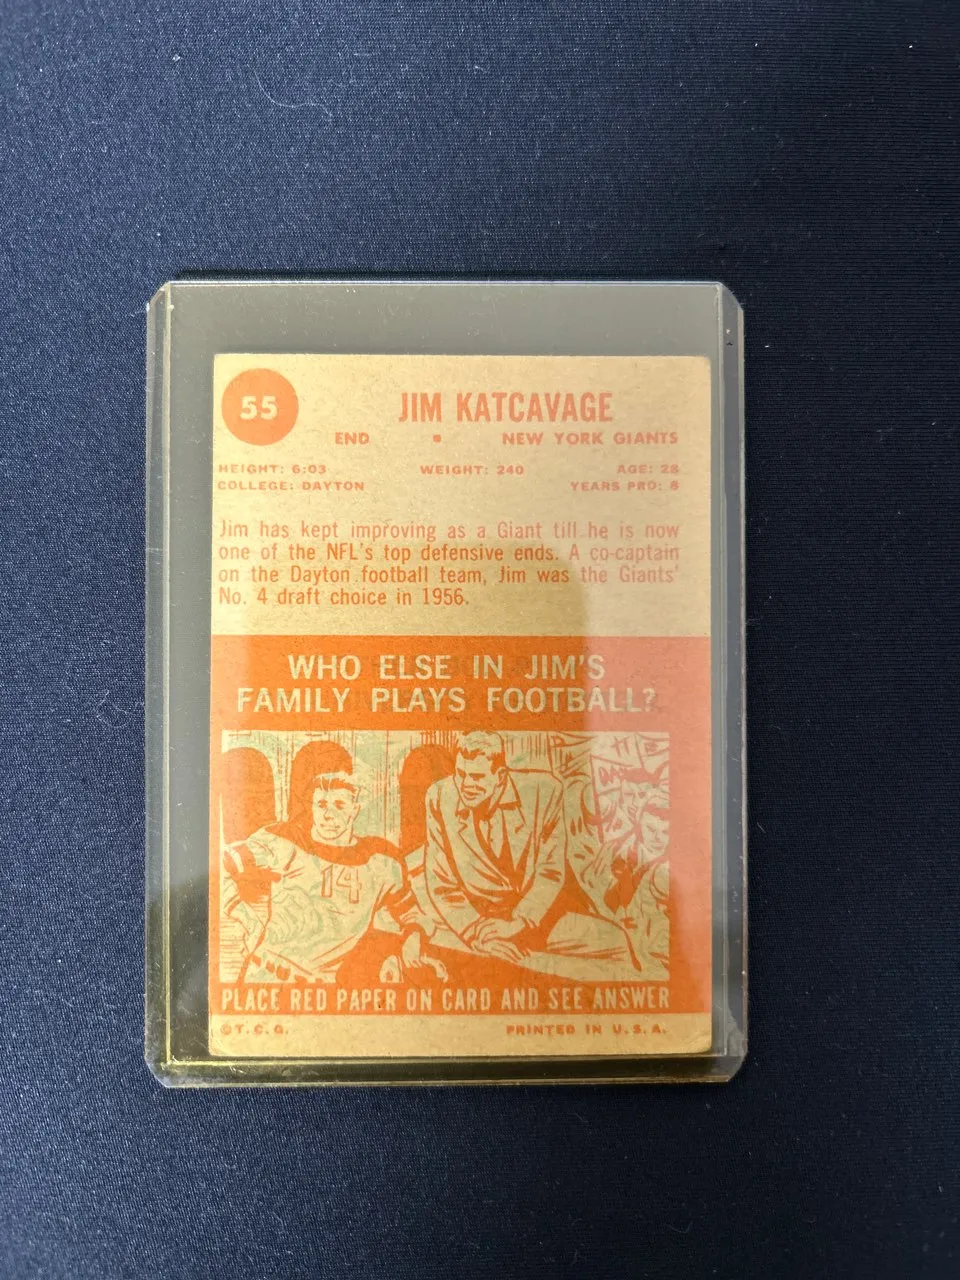 55
JIM KATCAVAGE
END • NEW YORK GIANTS
HEIGHT: 6:03 WEIGHT: 240 AGE: 28
COLLEGE: DAYTON YEARS PRO: 8
Jim has kept improving as a Giant till he is now
one of the NFL's top defensive ends. A co-captain
on the Dayton football team, Jim was the Giants'
No. 4 draft choice in 1956.
WHO ELSE IN JIM'S
FAMILY PLAYS FOOTBALL?
14
PLACE RED PAPER ON CARD AND SEE ANSWER
©T.C.G. PRINTED IN U.S.A.